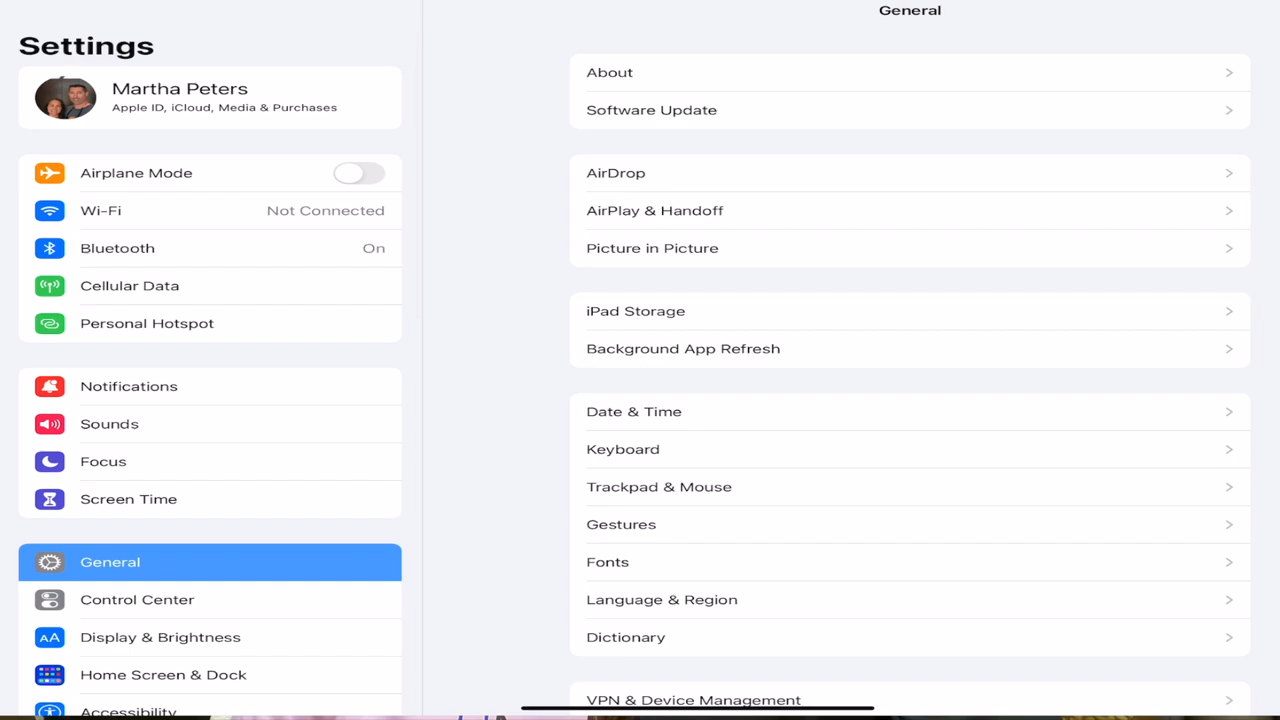 Settings
Martha Peters
Apple ID, iCloud, Media & Purchases
Airplane Mode
Wi-Fi Not Connected
Bluetooth On
Cellular Data
Personal Hotspot
Notifications
Sounds
Focus
Screen Time
General
Control Center
AA Display & Brightness
Home Screen & Dock
Accessibility
General
About
Software Update
AirDrop
AirPlay & Handoff
Picture in Picture
iPad Storage
Background App Refresh
Date & Time
Keyboard
Trackpad & Mouse
Gestures
Fonts
Language & Region
Dictionary
VPN & Device Management